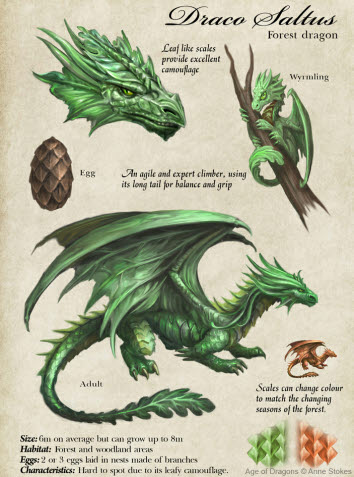 Draco Saltus
Forest dragon
Leaf like scales
provide excellent
camouflage
Wyrmling
Egg
An agile and expert climber, using
its long tail for balance and grip
Adult
Scales can change colour
to match the changing
seasons of the forest.
Size: 6m on average but can grow up to 8m
Habitat: Forest and woodland areas
Eggs: 2 or 3 eggs laid in nests made of branches
Characteristics: Hard to spot due to its leafy camouflage.
Age of Dragons © Anne Stokes